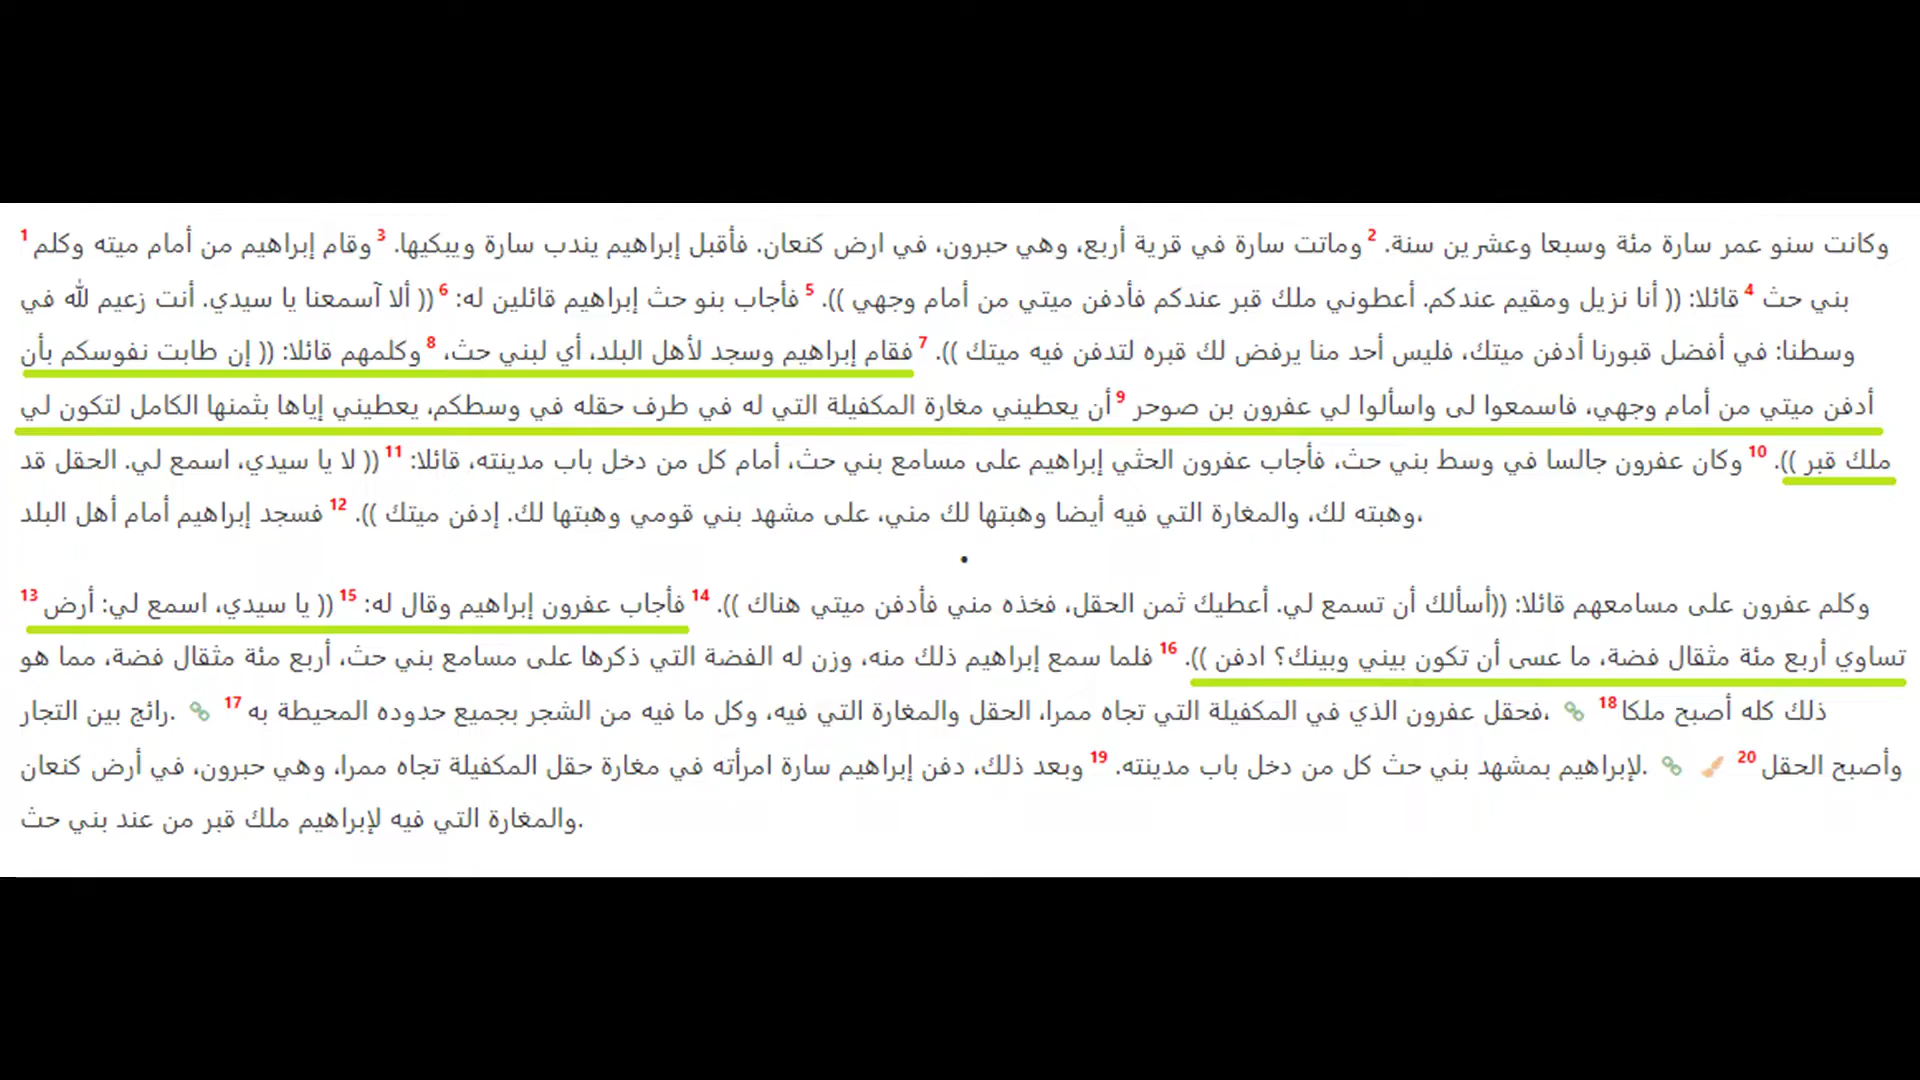 وكانت سنو عمر سارة مئة وسبعا وعشرين سنة. 2 وماتت سارة في قرية أربع، وهي حبرون، في ارض كنعان. فأقبل إبراهيم يندب سارة ويبكيها. 3 وقام إبراهيم من أمام ميته وكلم 1
بني حث 4 قائلا: (( أنا نزيل ومقيم عندكم. أعطوني ملك قبر عندكم فأدفن ميتي من أمام وجهي )). 5 فأجاب بنو حث إبراهيم قائلين له: 6 (( ألا آسمعنا يا سيدي. أنت زعيم لله في
وسطنا: في أفضل قبورنا أدفن ميتك، فليس أحد منا يرفض لك قبره لتدفن فيه ميتك )). 7 فقام إبراهيم وسجد لأهل البلد، أي لبني حث، 8 وكلمهم قائلا: (( إن طابت نفوسكم بأن
أدفن ميتي من أمام وجهي، فاسمعوا لى واسألوا لي عفرون بن صوحر 9 أن يعطيني مغارة المكفيلة التي له في طرف حقله في وسطكم، يعطيني إياها بثمنها الكامل لتكون لي
ملك قبر )). 10 وكان عفرون جالسا في وسط بني حث، فأجاب عفرون الحثي إبراهيم على مسامع بني حث، أمام كل من دخل باب مدينته، قائلا: 11 (( لا يا سيدي، اسمع لي. الحقل قد
وهبته لك، والمغارة التي فيه أيضا وهبتها لك مني، على مشهد بني قومي وهبتها لك. إدفن ميتك )). 12 فسجد إبراهيم أمام أهل البلد،
•
وكلم عفرون على مسامعهم قائلا: ((أسألك أن تسمع لي. أعطيك ثمن الحقل، فخذه مني فأدفن ميتي هناك )). 14 فأجاب عفرون إبراهيم وقال له: 15 (( يا سيدي، اسمع لي: أرض 13
تساوي أربع مئة مثقال فضة، ما عسى أن تكون بيني وبينك؟ ادفن )). 16 فلما سمع إبراهيم ذلك منه، وزن له الفضة التي ذكرها على مسامع بني حث، أربع مئة مثقال فضة، مما هو
ذلك كله أصبح ملكا 18 فحقل عفرون الذي في المكفيلة التي تجاه ممرا، الحقل والمغارة التي فيه، وكل ما فيه من الشجر بجميع حدوده المحيطة به، 17 رائج بين التجار.
وأصبح الحقل 20 لإبراهيم بمشهد بني حث كل من دخل باب مدينته. 19 وبعد ذلك، دفن إبراهيم سارة امرأته في مغارة حقل المكفيلة تجاه ممرا، وهي حبرون، في أرض كنعان.
والمغارة التي فيه لإبراهيم ملك قبر من عند بني حث.